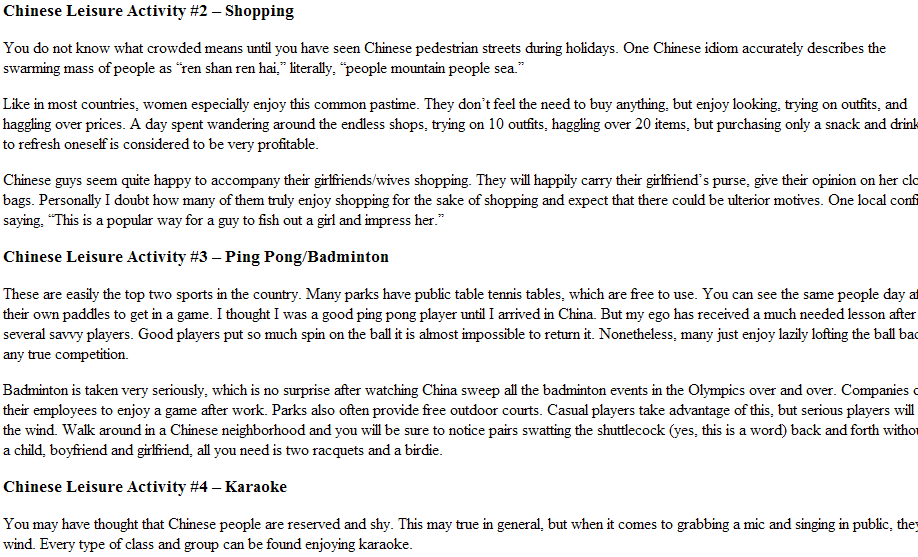 Chinese Leisure Activity #2 – Shopping
You do not know what crowded means until you have seen Chinese pedestrian streets during holidays. One Chinese idiom accurately describes the
swarming mass of people as “ren shan ren hai,” literally, “people mountain people sea.”
Like in most countries, women especially enjoy this common pastime. They don’t feel the need to buy anything, but enjoy looking, trying on outfits, and
haggling over prices. A day spent wandering around the endless shops, trying on 10 outfits, haggling over 20 items, but purchasing only a snack and drink
to refresh oneself is considered to be very profitable.
Chinese guys seem quite happy to accompany their girlfriends/wives shopping. They will happily carry their girlfriend’s purse, give their opinion on her
bags. Personally I doubt how many of them truly enjoy shopping for the sake of shopping and expect that there could be ulterior motives. One local
saying, “This is a popular way for a guy to fish out a girl and impress her.”
Chinese Leisure Activity #3 – Ping Pong/Badminton
These are easily the top two sports in the country. Many parks have public table tennis tables, which are free to use. You can see the same people day
their own paddles to get in a game. I thought I was a good ping pong player until I arrived in China. But my ego has received a much needed lesson after
several savvy players. Good players put so much spin on the ball it is almost impossible to return it. Nonetheless, many just enjoy lazily lofting the ball
any true competition.
Badminton is taken very seriously, which is no surprise after watching China sweep all the badminton events in the Olympics over and over. Companies
their employees to enjoy a game after work. Parks also often provide free outdoor courts. Casual players take advantage of this, but serious players will
the wind. Walk around in a Chinese neighborhood and you will be sure to notice pairs swatting the shuttlecock (yes, this is a word) back and forth
a child, boyfriend and girlfriend, all you need is two racquets and a birdie.
Chinese Leisure Activity #4 – Karaoke
You may have thought that Chinese people are reserved and shy. This may true in general, but when it comes to grabbing a mic and singing in public,
wind. Every type of class and group can be found enjoying karaoke.